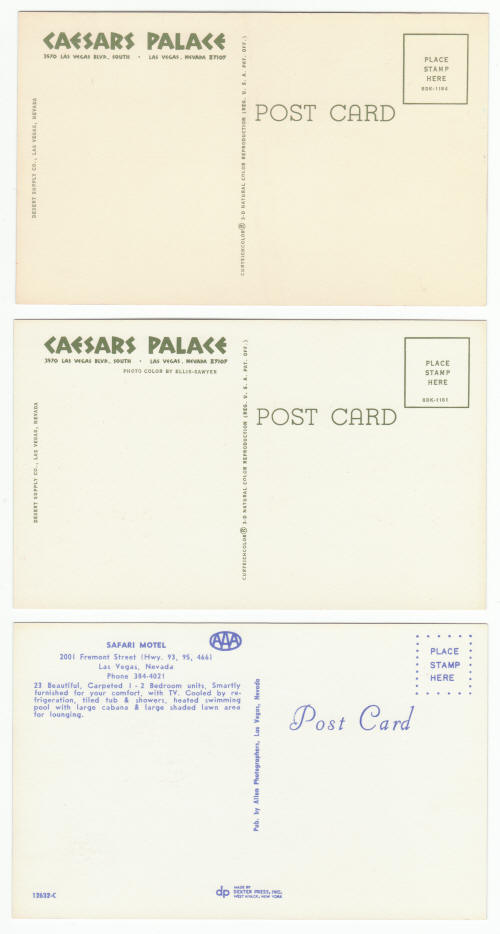 CAESARS PALACE
3570 LAS VEGAS BLVD., SOUTH • LAS VEGAS, NEVADA 89109
PLACE
STAMP
HERE
8DK-1184
POST CARD
DESERT SUPPLY CO., LAS VEGAS, NEVADA
CURTEICHCOLOR® 3-D NATURAL COLOR REPRODUCTION (REG. U. S. A. PAT. OFF.)
CAESARS PALACE
3570 LAS VEGAS BLVD., SOUTH • LAS VEGAS, NEVADA 89109
PHOTO COLOR BY ELLIS-SAWYER
PLACE
STAMP
HERE
8DK-1181
POST CARD
DESERT SUPPLY CO., LAS VEGAS, NEVADA
CURTEICHCOLOR® 3-D NATURAL COLOR REPRODUCTION (REG. U. S. A. PAT. OFF.)
SAFARI MOTEL
AAA
2001 Fremont Street (Hwy. 93, 95, 466)
Las Vegas, Nevada
Phone 384-4021
23 Beautiful, Carpeted 1 - 2 Bedroom units, Smartly
furnished for your comfort, with TV. Cooled by re-
frigeration, tiled tub & showers, heated swimming
pool with large cabana & large shaded lawn area
for lounging.
PLACE
STAMP
HERE
Post Card
Pub. by Allem Photographers, Las Vegas, Nevada
12632-C
dp
MADE BY
DEXTER PRESS, INC.
WEST NYACK, NEW YORK